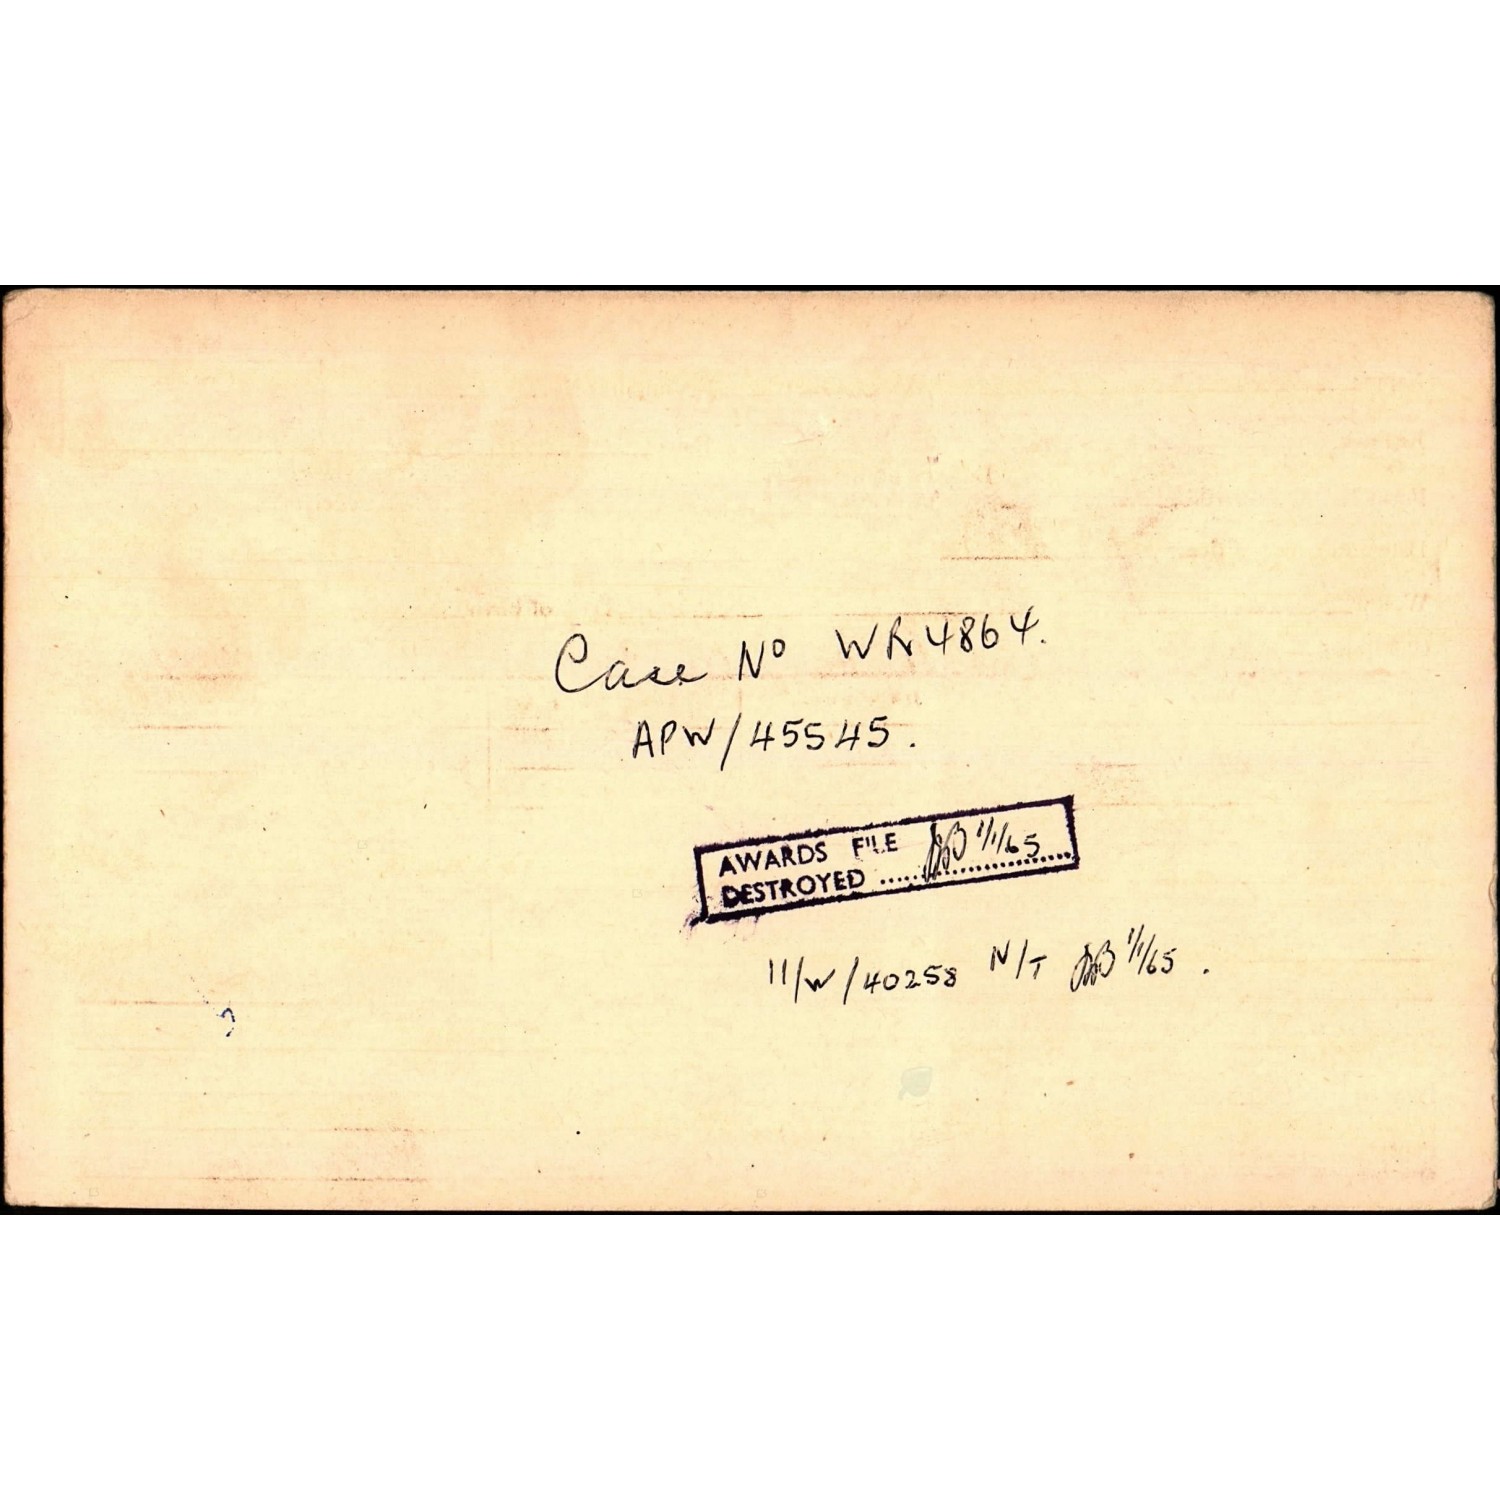 Case No WR4864.
APW/45545.
AWARDS FILE 1/1/65
DESTROYED
11/W/40258 N/T 1/1/65.